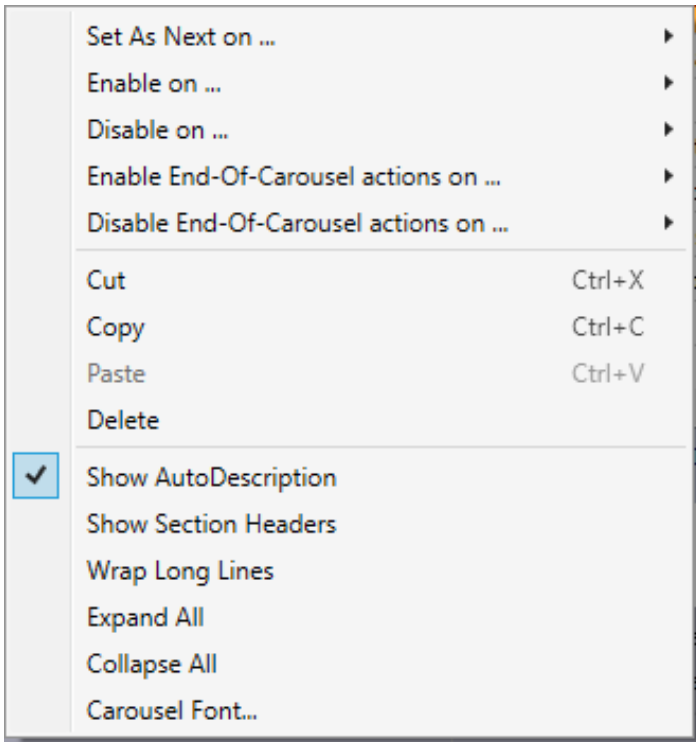 Set As Next on ...
Enable on ...
Disable on ...
Enable End-Of-Carousel actions on ...
Disable End-Of-Carousel actions on ...
Cut Ctrl+X
Copy Ctrl+C
Paste Ctrl+V
Delete
Show AutoDescription
Show Section Headers
Wrap Long Lines
Expand All
Collapse All
Carousel Font...